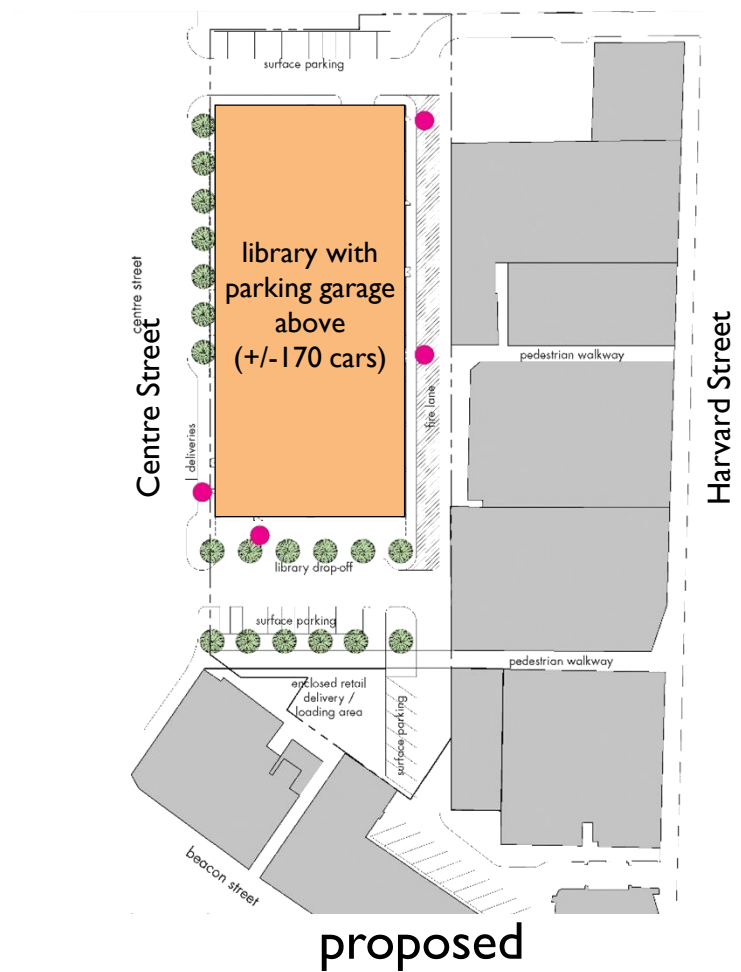 surface parking
library with
parking garage
above
(+/-170 cars)
centre street
Centre Street
Harvard Street
pedestrian walkway
fire lane
deliveries
library drop-off
surface parking
pedestrian walkway
enclosed retail
delivery /
loading area
surface parking
beacon street
proposed